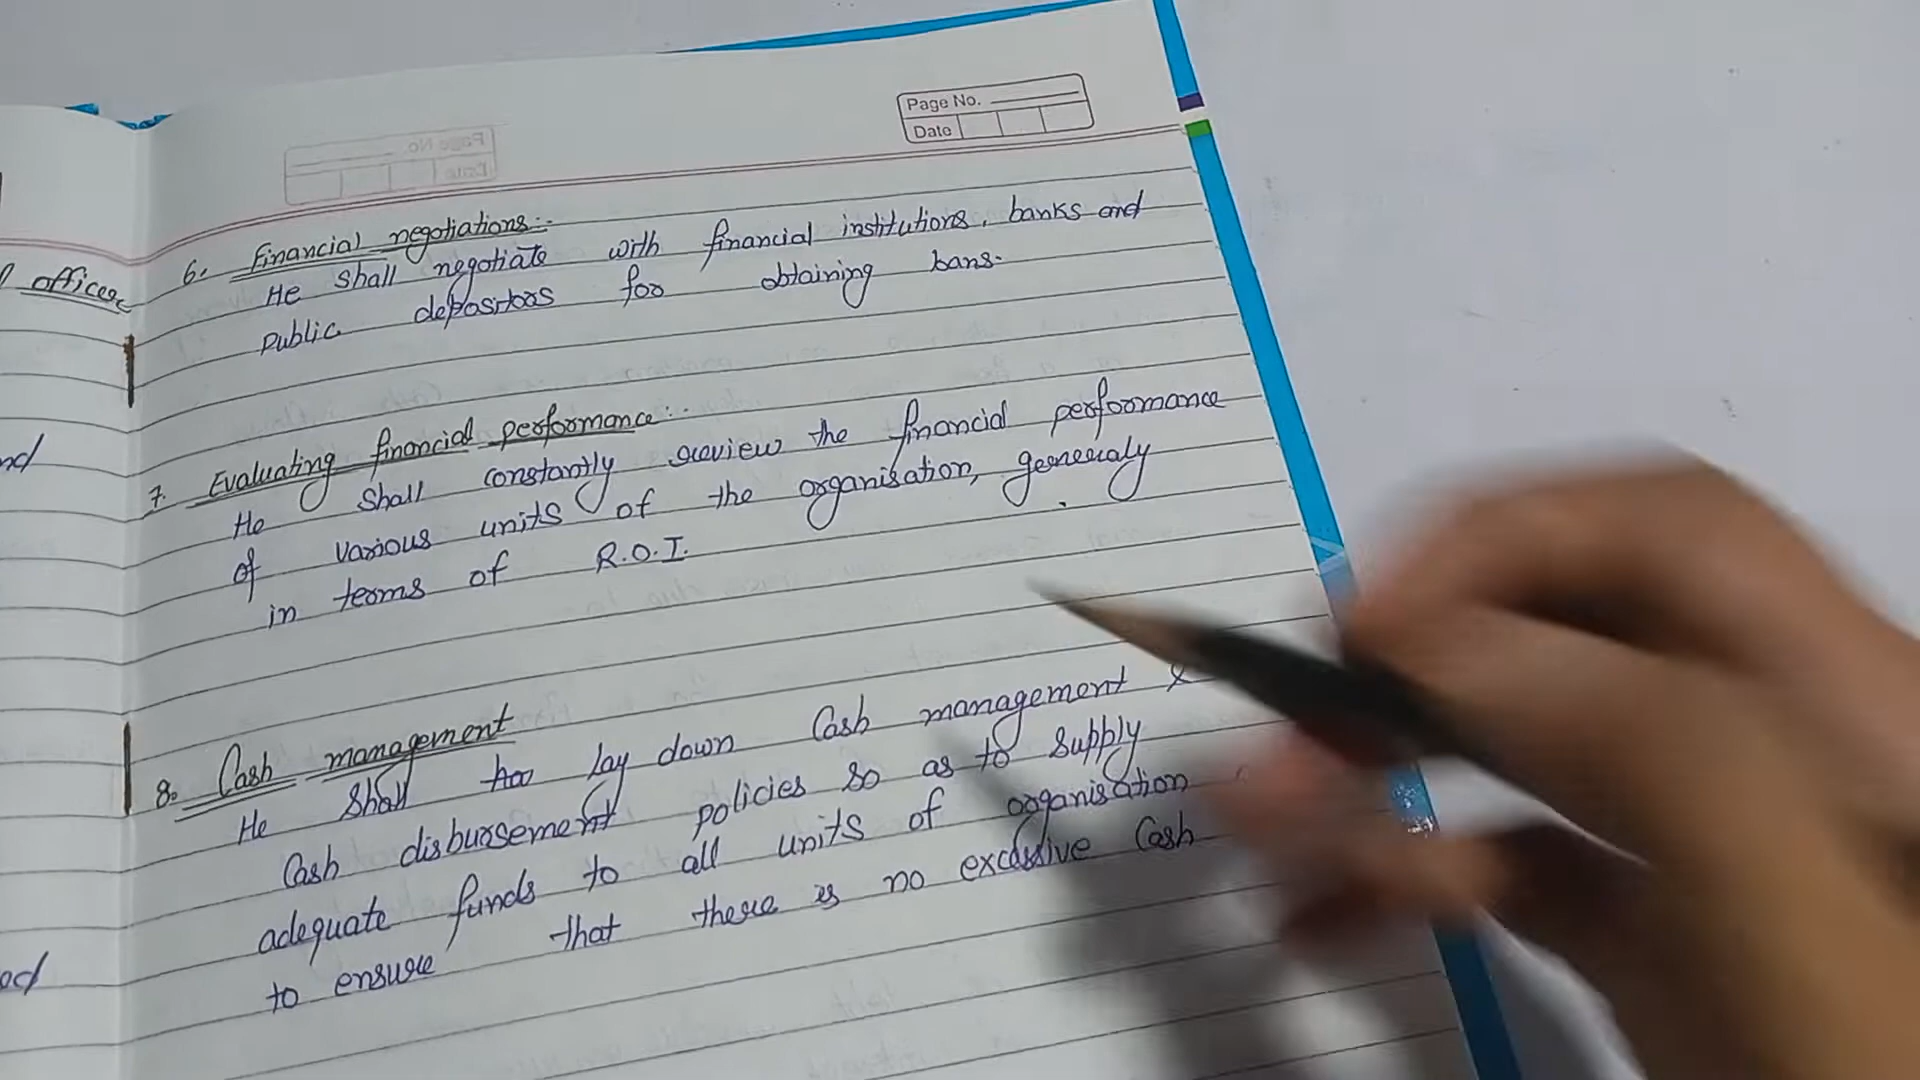 officer
nd
ed
Page No.
Date
6. Financial negotiations:-
He shall negotiate with financial institutions, banks and
public depositors for obtaining loans.
7. Evaluating financial performance:-
He shall constantly review the financial performance
of various units of the organisation, generaly
in terms of R.O.I.
8. Cash management
He shall lay down Cash management &
Cash disbursement policies so as to supply
adequate funds to all units of organisation
to ensure that there is no excessive Cash